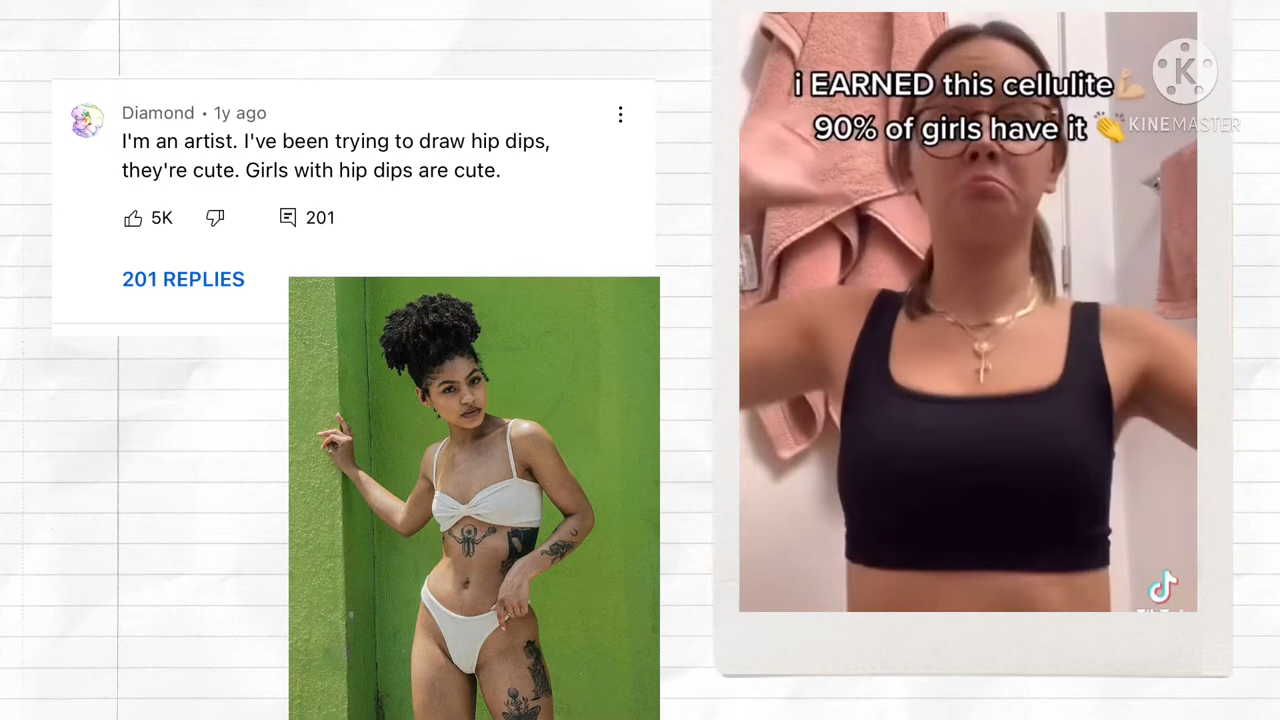 Diamond • 1y ago
I'm an artist. I've been trying to draw hip dips,
they're cute. Girls with hip dips are cute.
5K 201
201 REPLIES
i EARNED this cellulite💪🏼
90% of girls have it 👏
K
KINEMASTER